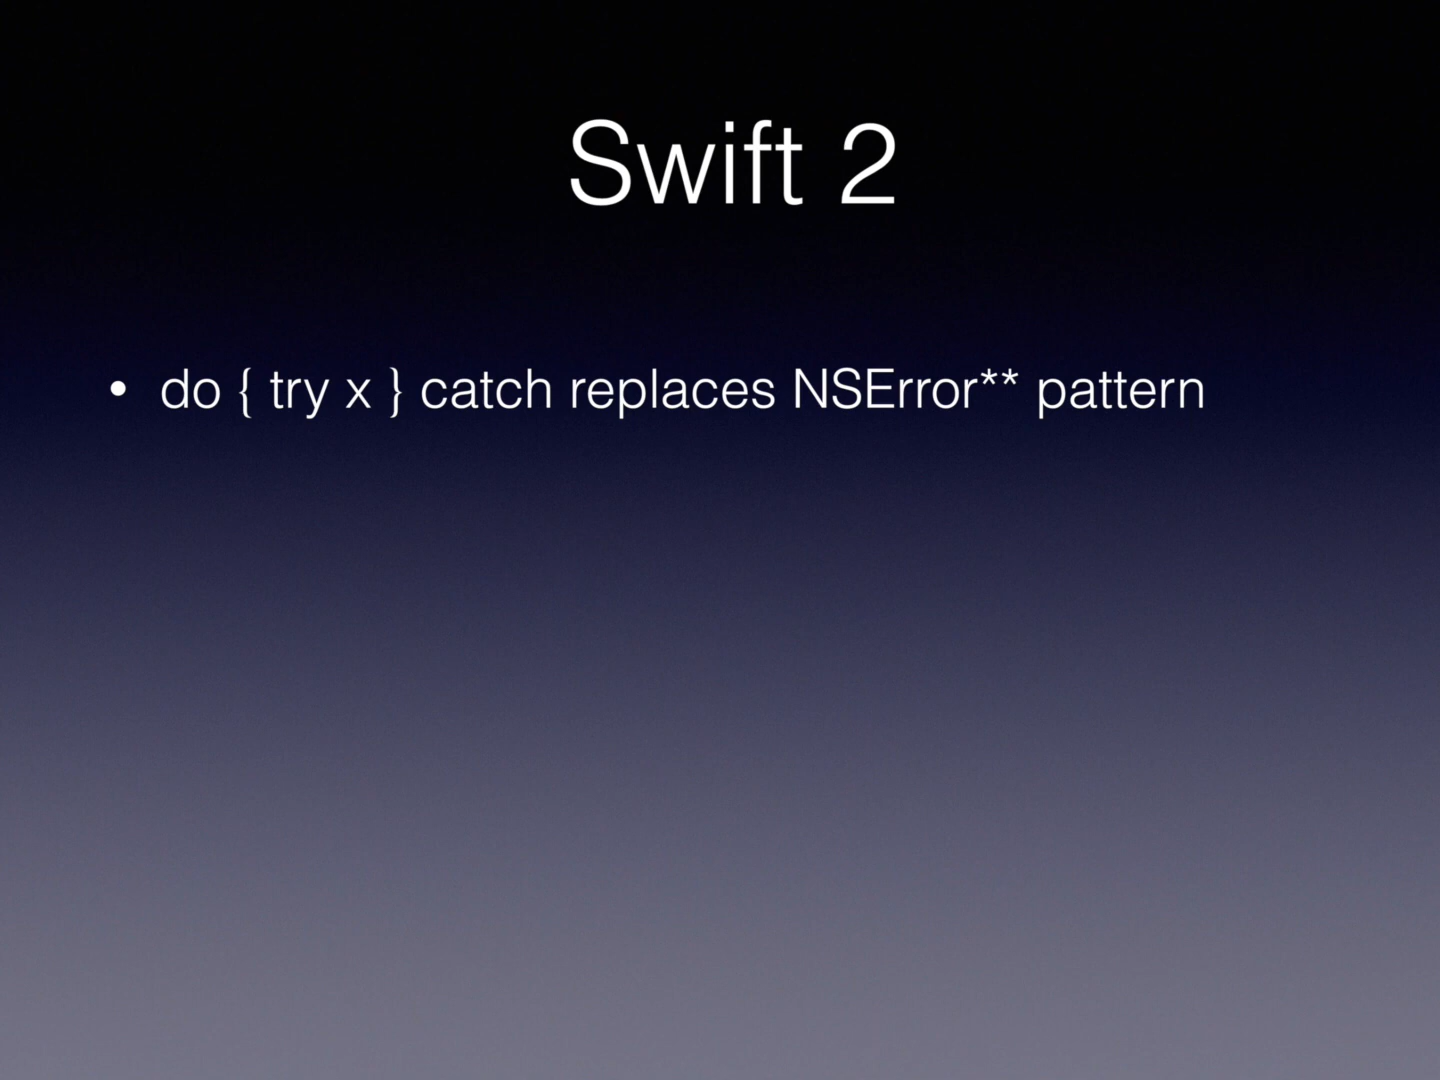 Swift 2
• do { try x } catch replaces NSError** pattern